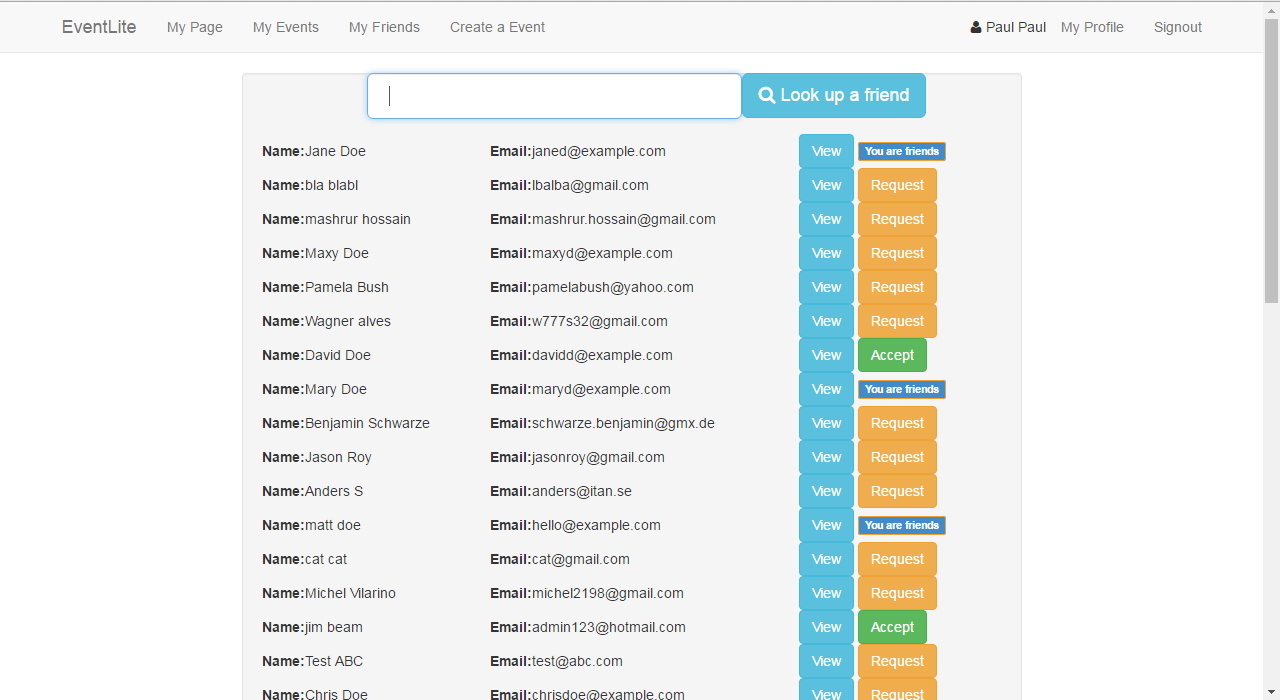 EventLite My Page My Events My Friends Create a Event Paul Paul My Profile Signout
Look up a friend
Name:Jane Doe Email:janed@example.com View You are friends
Name:bla blabl Email:lbalba@gmail.com View Request
Name:mashrur hossain Email:mashrur.hossain@gmail.com View Request
Name:Maxy Doe Email:maxyd@example.com View Request
Name:Pamela Bush Email:pamelabush@yahoo.com View Request
Name:Wagner alves Email:w777s32@gmail.com View Request
Name:David Doe Email:davidd@example.com View Accept
Name:Mary Doe Email:maryd@example.com View You are friends
Name:Benjamin Schwarze Email:schwarze.benjamin@gmx.de View Request
Name:Jason Roy Email:jasonroy@gmail.com View Request
Name:Anders S Email:anders@itan.se View Request
Name:matt doe Email:hello@example.com View You are friends
Name:cat cat Email:cat@gmail.com View Request
Name:Michel Vilarino Email:michel2198@gmail.com View Request
Name:jim beam Email:admin123@hotmail.com View Accept
Name:Test ABC Email:test@abc.com View Request
Name:Chris Doe Email:chrisdoe@example.com View Request